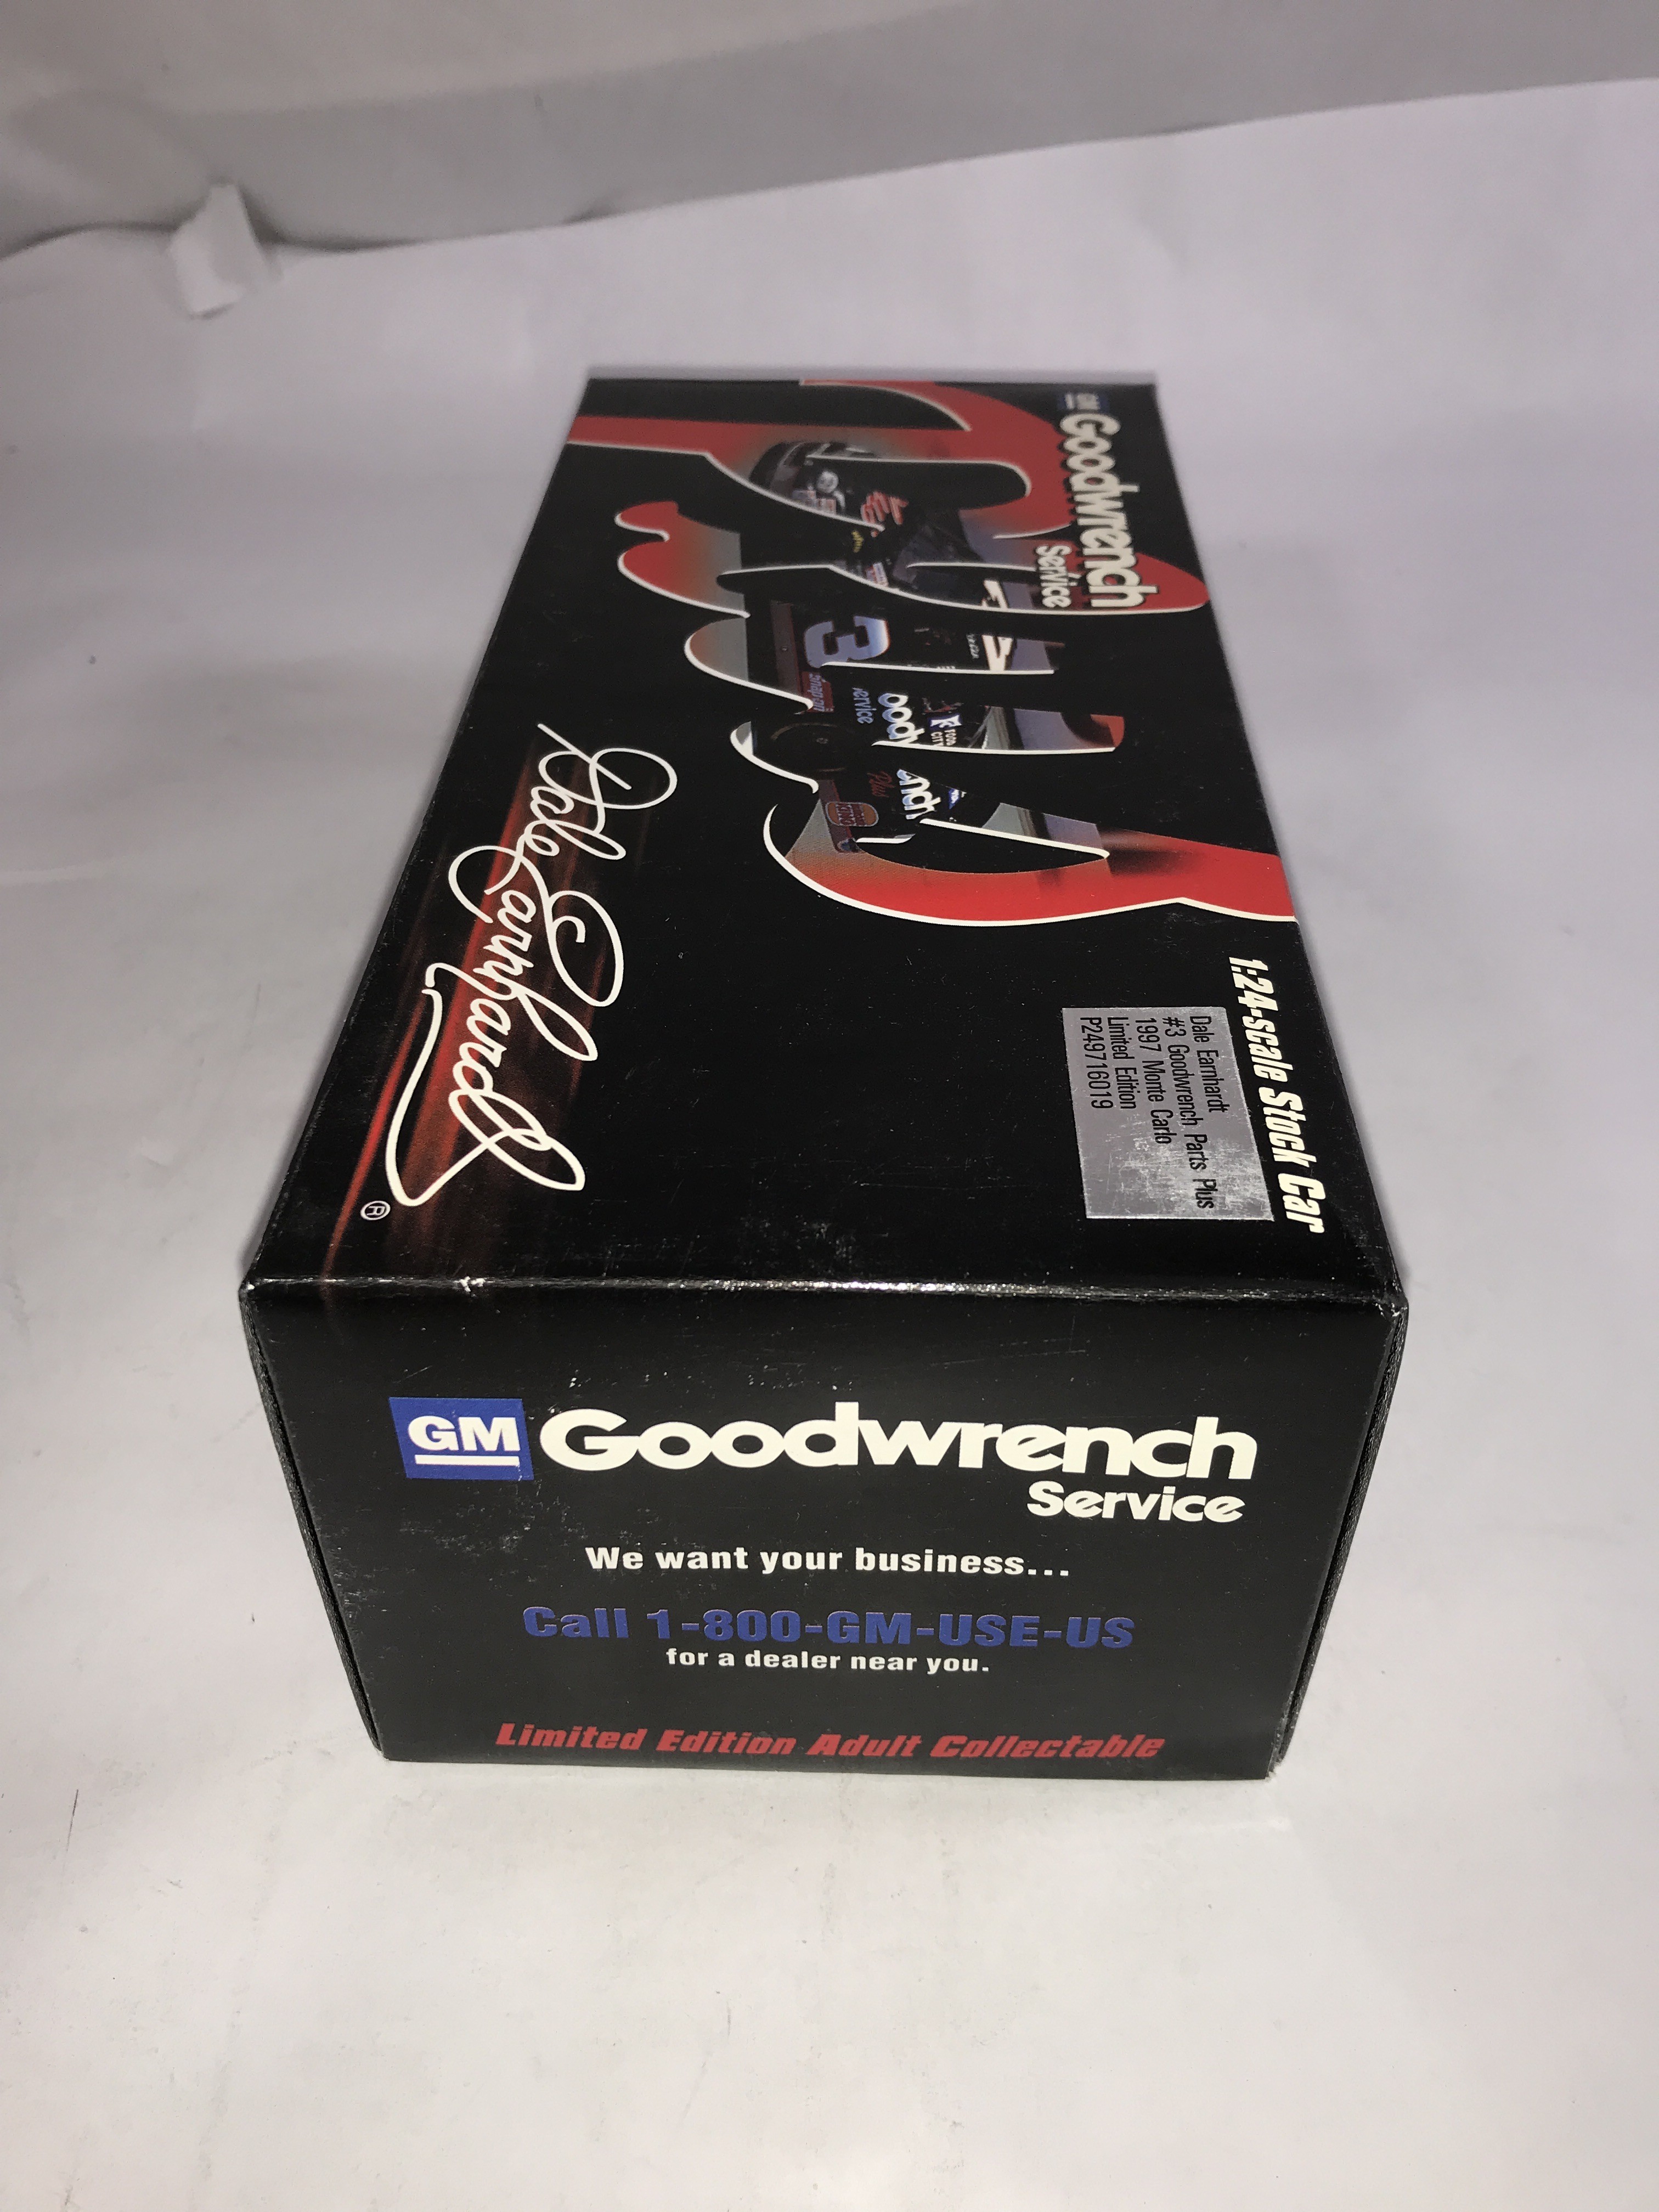 GM Goodwrench
Service
3
1:24-scale Stock Car
Dale Earnhardt
#3 Goodwrench Parts Plus
1997 Monte Carlo
Limited Edition
P249716019
Dale Earnhardt ®
GM Goodwrench
Service
We want your business...
Call 1-800-GM-USE-US
for a dealer near you.
Limited Edition Adult Collectable